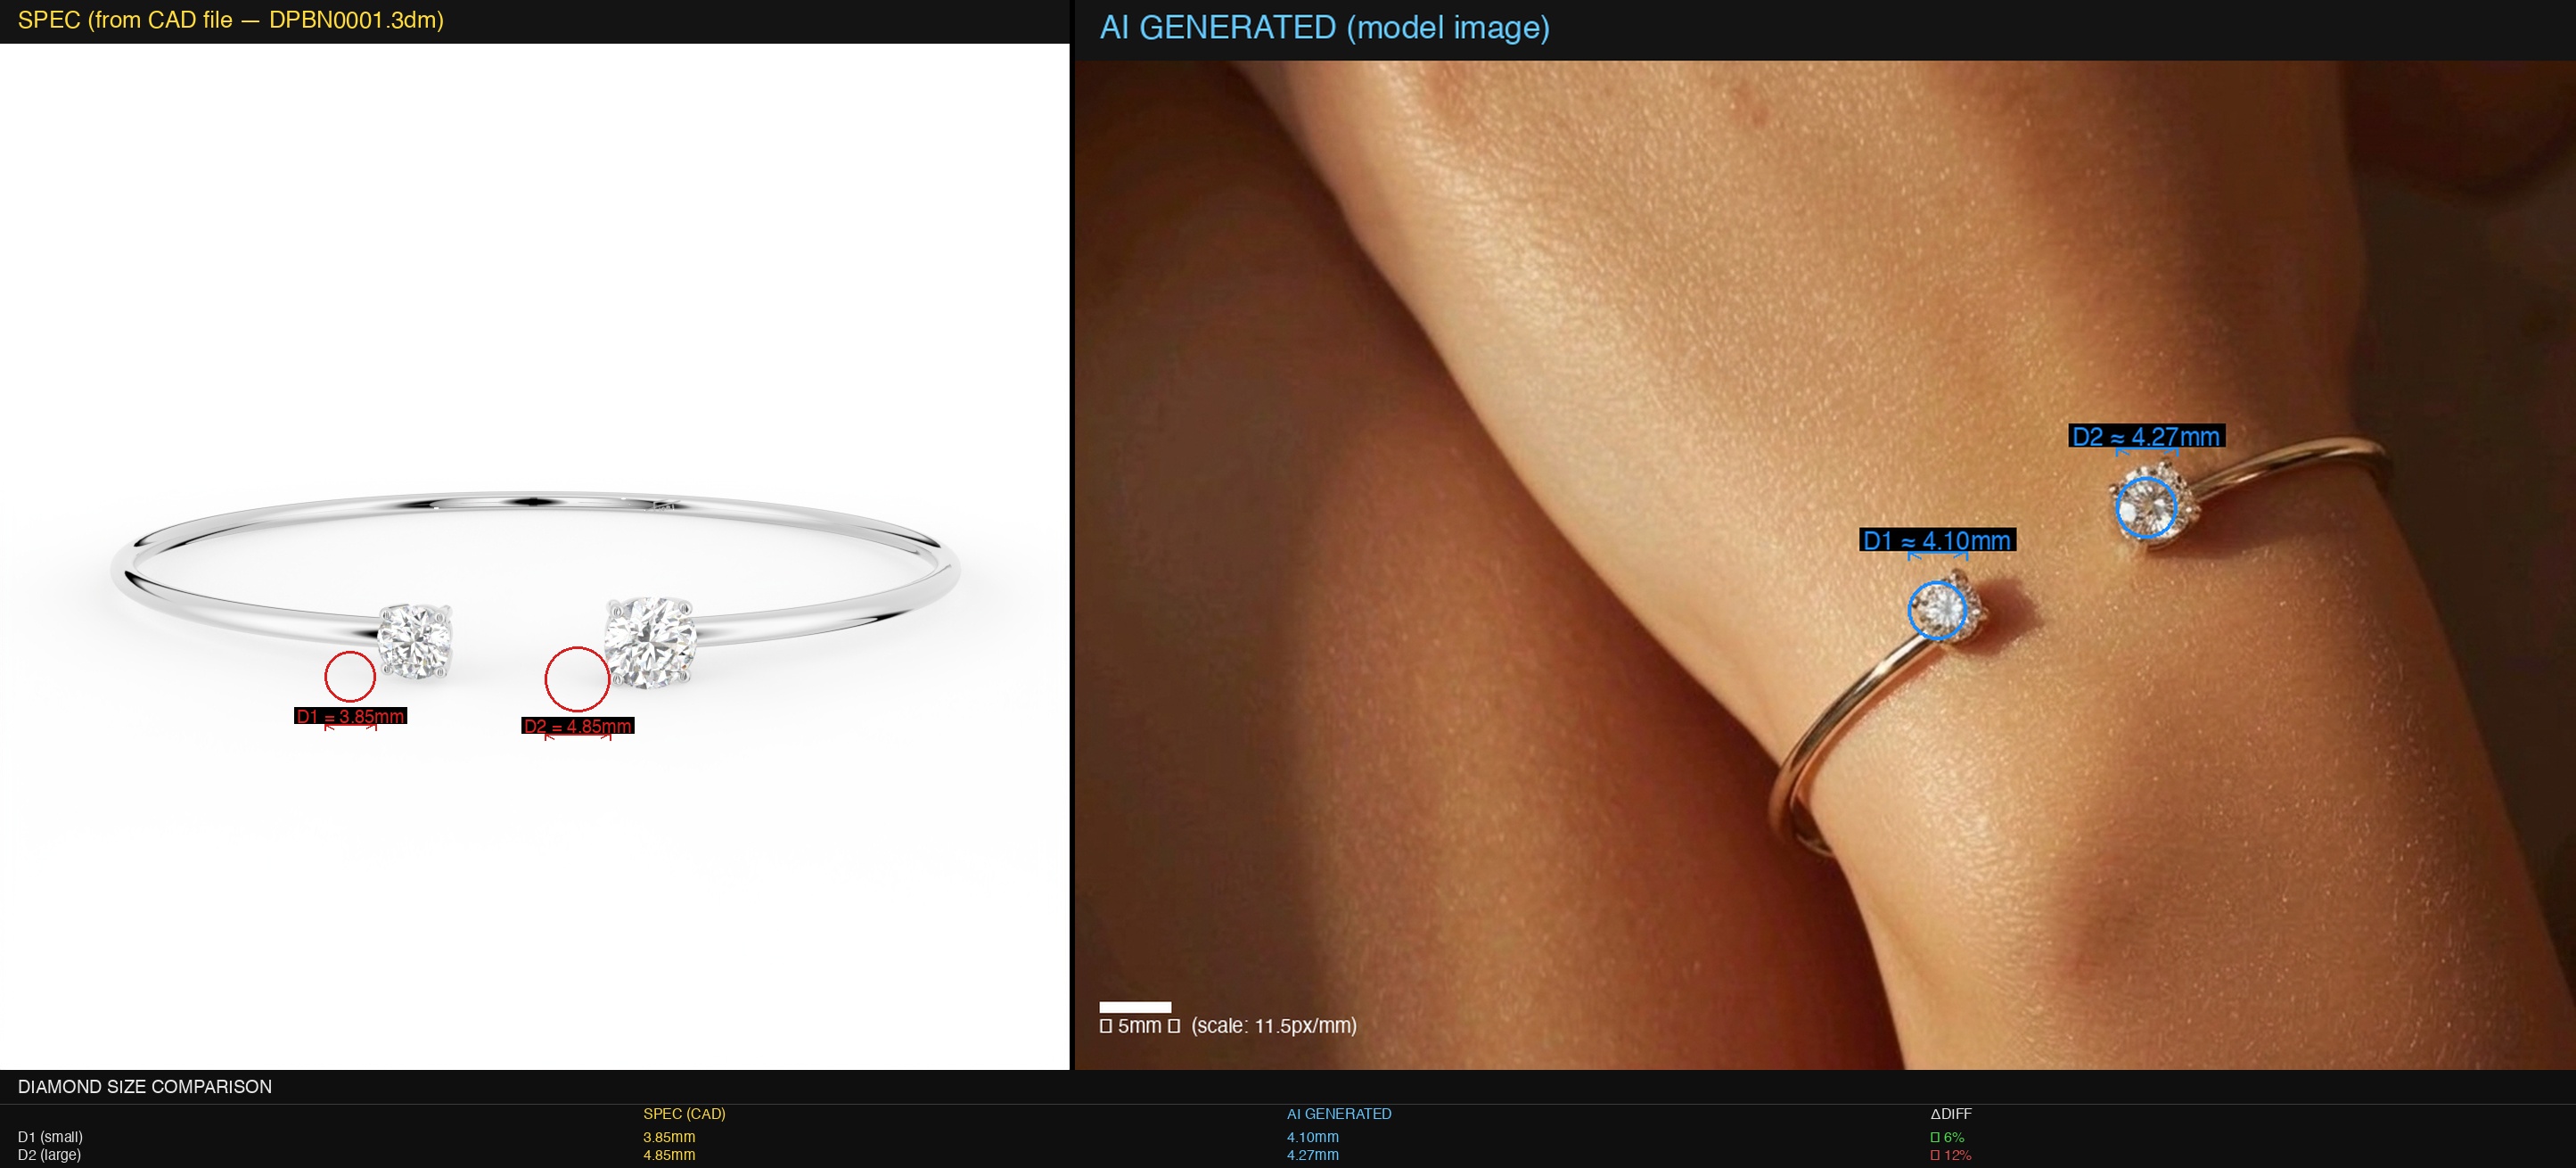 SPEC (from CAD file — DPBN0001.3dm)
AI GENERATED (model image)
D2 ≈ 4.27mm
D1 ≈ 4.10mm
D1 = 3.85mm
D2 = 4.85mm
5mm (scale: 11.5px/mm)
DIAMOND SIZE COMPARISON
SPEC (CAD) AI GENERATED ΔDIFF
D1 (small) 3.85mm 4.10mm 6%
D2 (large) 4.85mm 4.27mm 12%